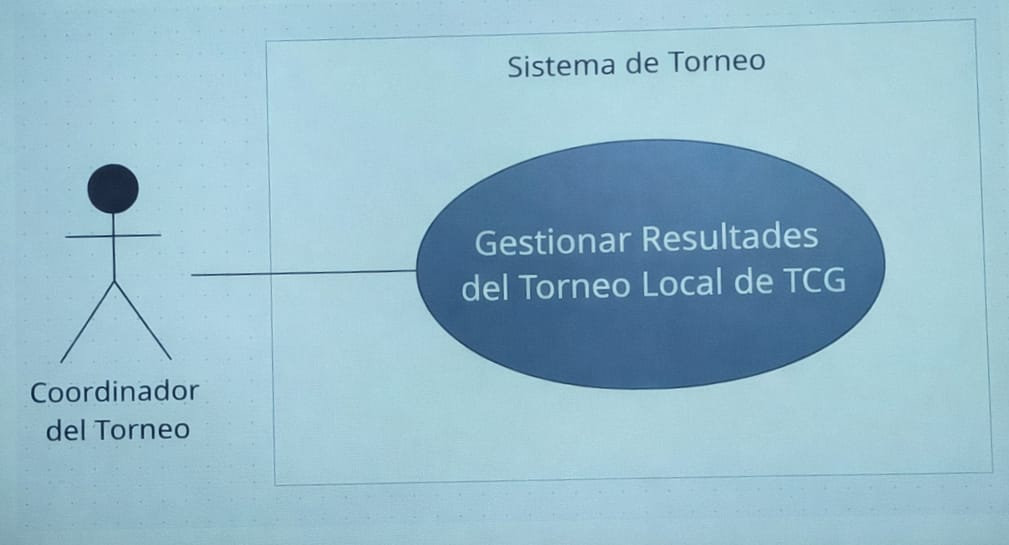 Sistema de Torneo
Gestionar Resultades
del Torneo Local de TCG
Coordinador
del Torneo